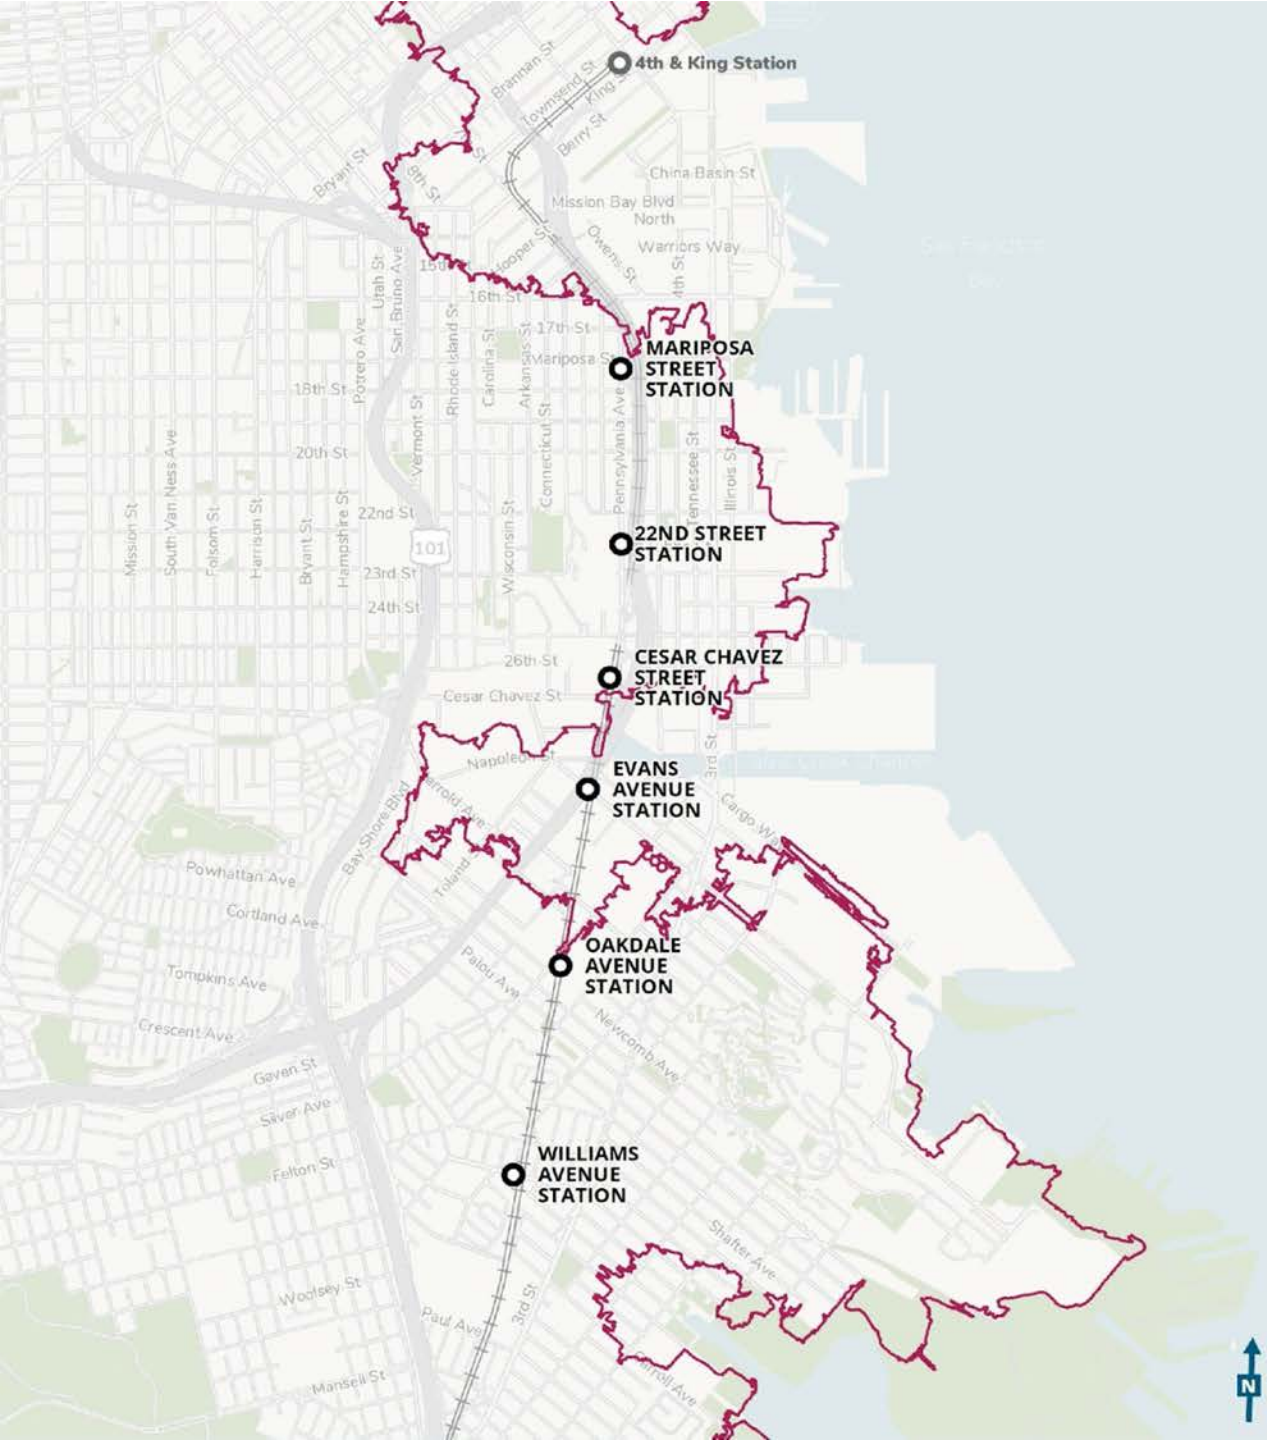 4th & King Station
Brannan St
Townsend St
King S
Berry St
China Basin St
Bryant St
8th St
St
Mission Bay Blvd
North
Owens St
Warriors Way
Hooper St
4th St
15th
16th St
17th St
Mariposa St
MARIPOSA
STREET
STATION
Utah St
San Bruno Ave
Potrero Ave
Rhode Island St
Carolina St
Arkansas St
18th St
Vermont St
Connecticut St
Pennsylvania Ave
Tennessee St
Illinois St
20th St
Mission St
South Van Ness Ave
Folsom St
Harrison St
Bryant St
Hampshire St
22nd St
Wisconsin St
22ND STREET
STATION
101
23rd St
24th St
26th St
CESAR CHAVEZ
STREET
STATION
Cesar Chavez St
3rd St
Napoleon St
EVANS
AVENUE
STATION
Bay Shore Blvd
Cargo Wa
Toland
Powhattan Ave
Cortland Ave
OAKDALE
AVENUE
STATION
Palou Ave
Tompkins Ave
Crescent Ave
Newcomb Ave
Gaven St
Silver Ave
Felton St
WILLIAMS
AVENUE
STATION
Shafter Ave
Woolsey St
3rd St
Paul Ave
Mansell St
Carroll Ave
N